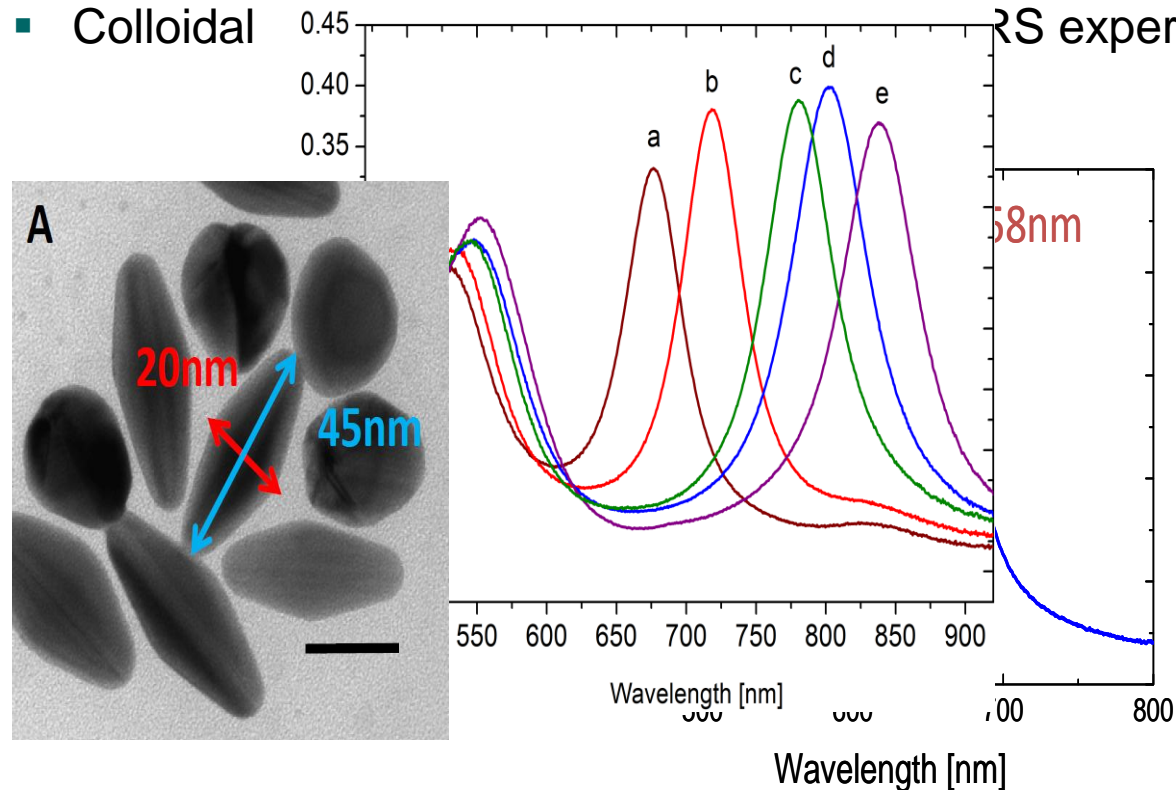 ▪ Colloidal RS exper
0.45
0.40
0.35
a b c d e
58nm
A
20nm
45nm
550 600 650 700 750 800 850 900
Wavelength [nm]
700 800
Wavelength [nm]